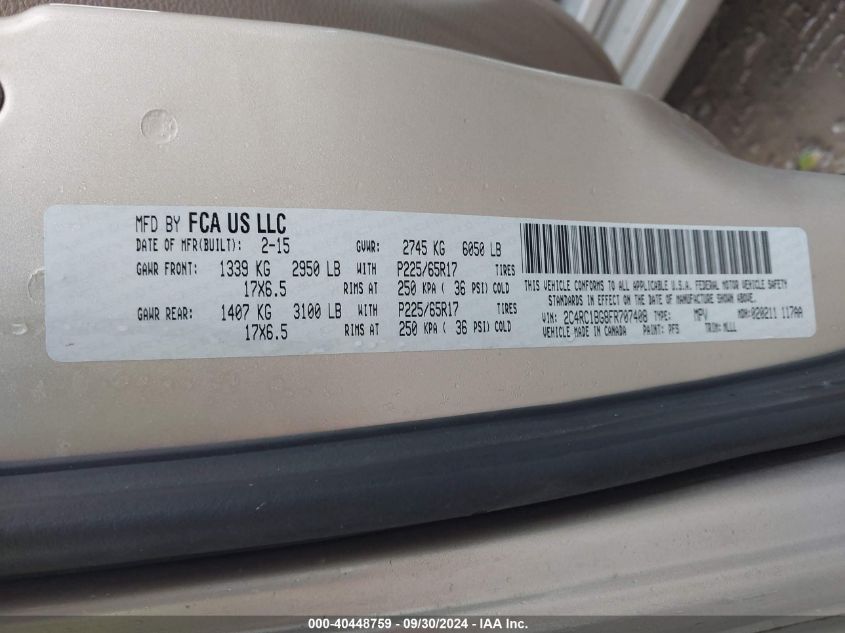 MFD BY FCA US LLC
DATE OF MFR(BUILT): 2-15 GVWR: 2745 KG 6050 LB
GAWR FRONT: 1339 KG 2950 LB WITH P225/65R17 TIRES
17X6.5 RIMS AT 250 KPA ( 36 PSI) COLD
GAWR REAR: 1407 KG 3100 LB WITH P225/65R17 TIRES
17X6.5 RIMS AT 250 KPA ( 36 PSI) COLD
THIS VEHICLE CONFORMS TO ALL APPLICABLE U.S.A. FEDERAL MOTOR VEHICLE SAFETY
STANDARDS IN EFFECT ON THE DATE OF MANUFACTURE SHOWN ABOVE.
VIN: 2C4RC1BG8FR707408 TYPE: MPV MDH: 020211 117AA
VEHICLE MADE IN CANADA PAINT: PFS TRIM: MLLL
000-40448759 - 09/30/2024 - IAA Inc.